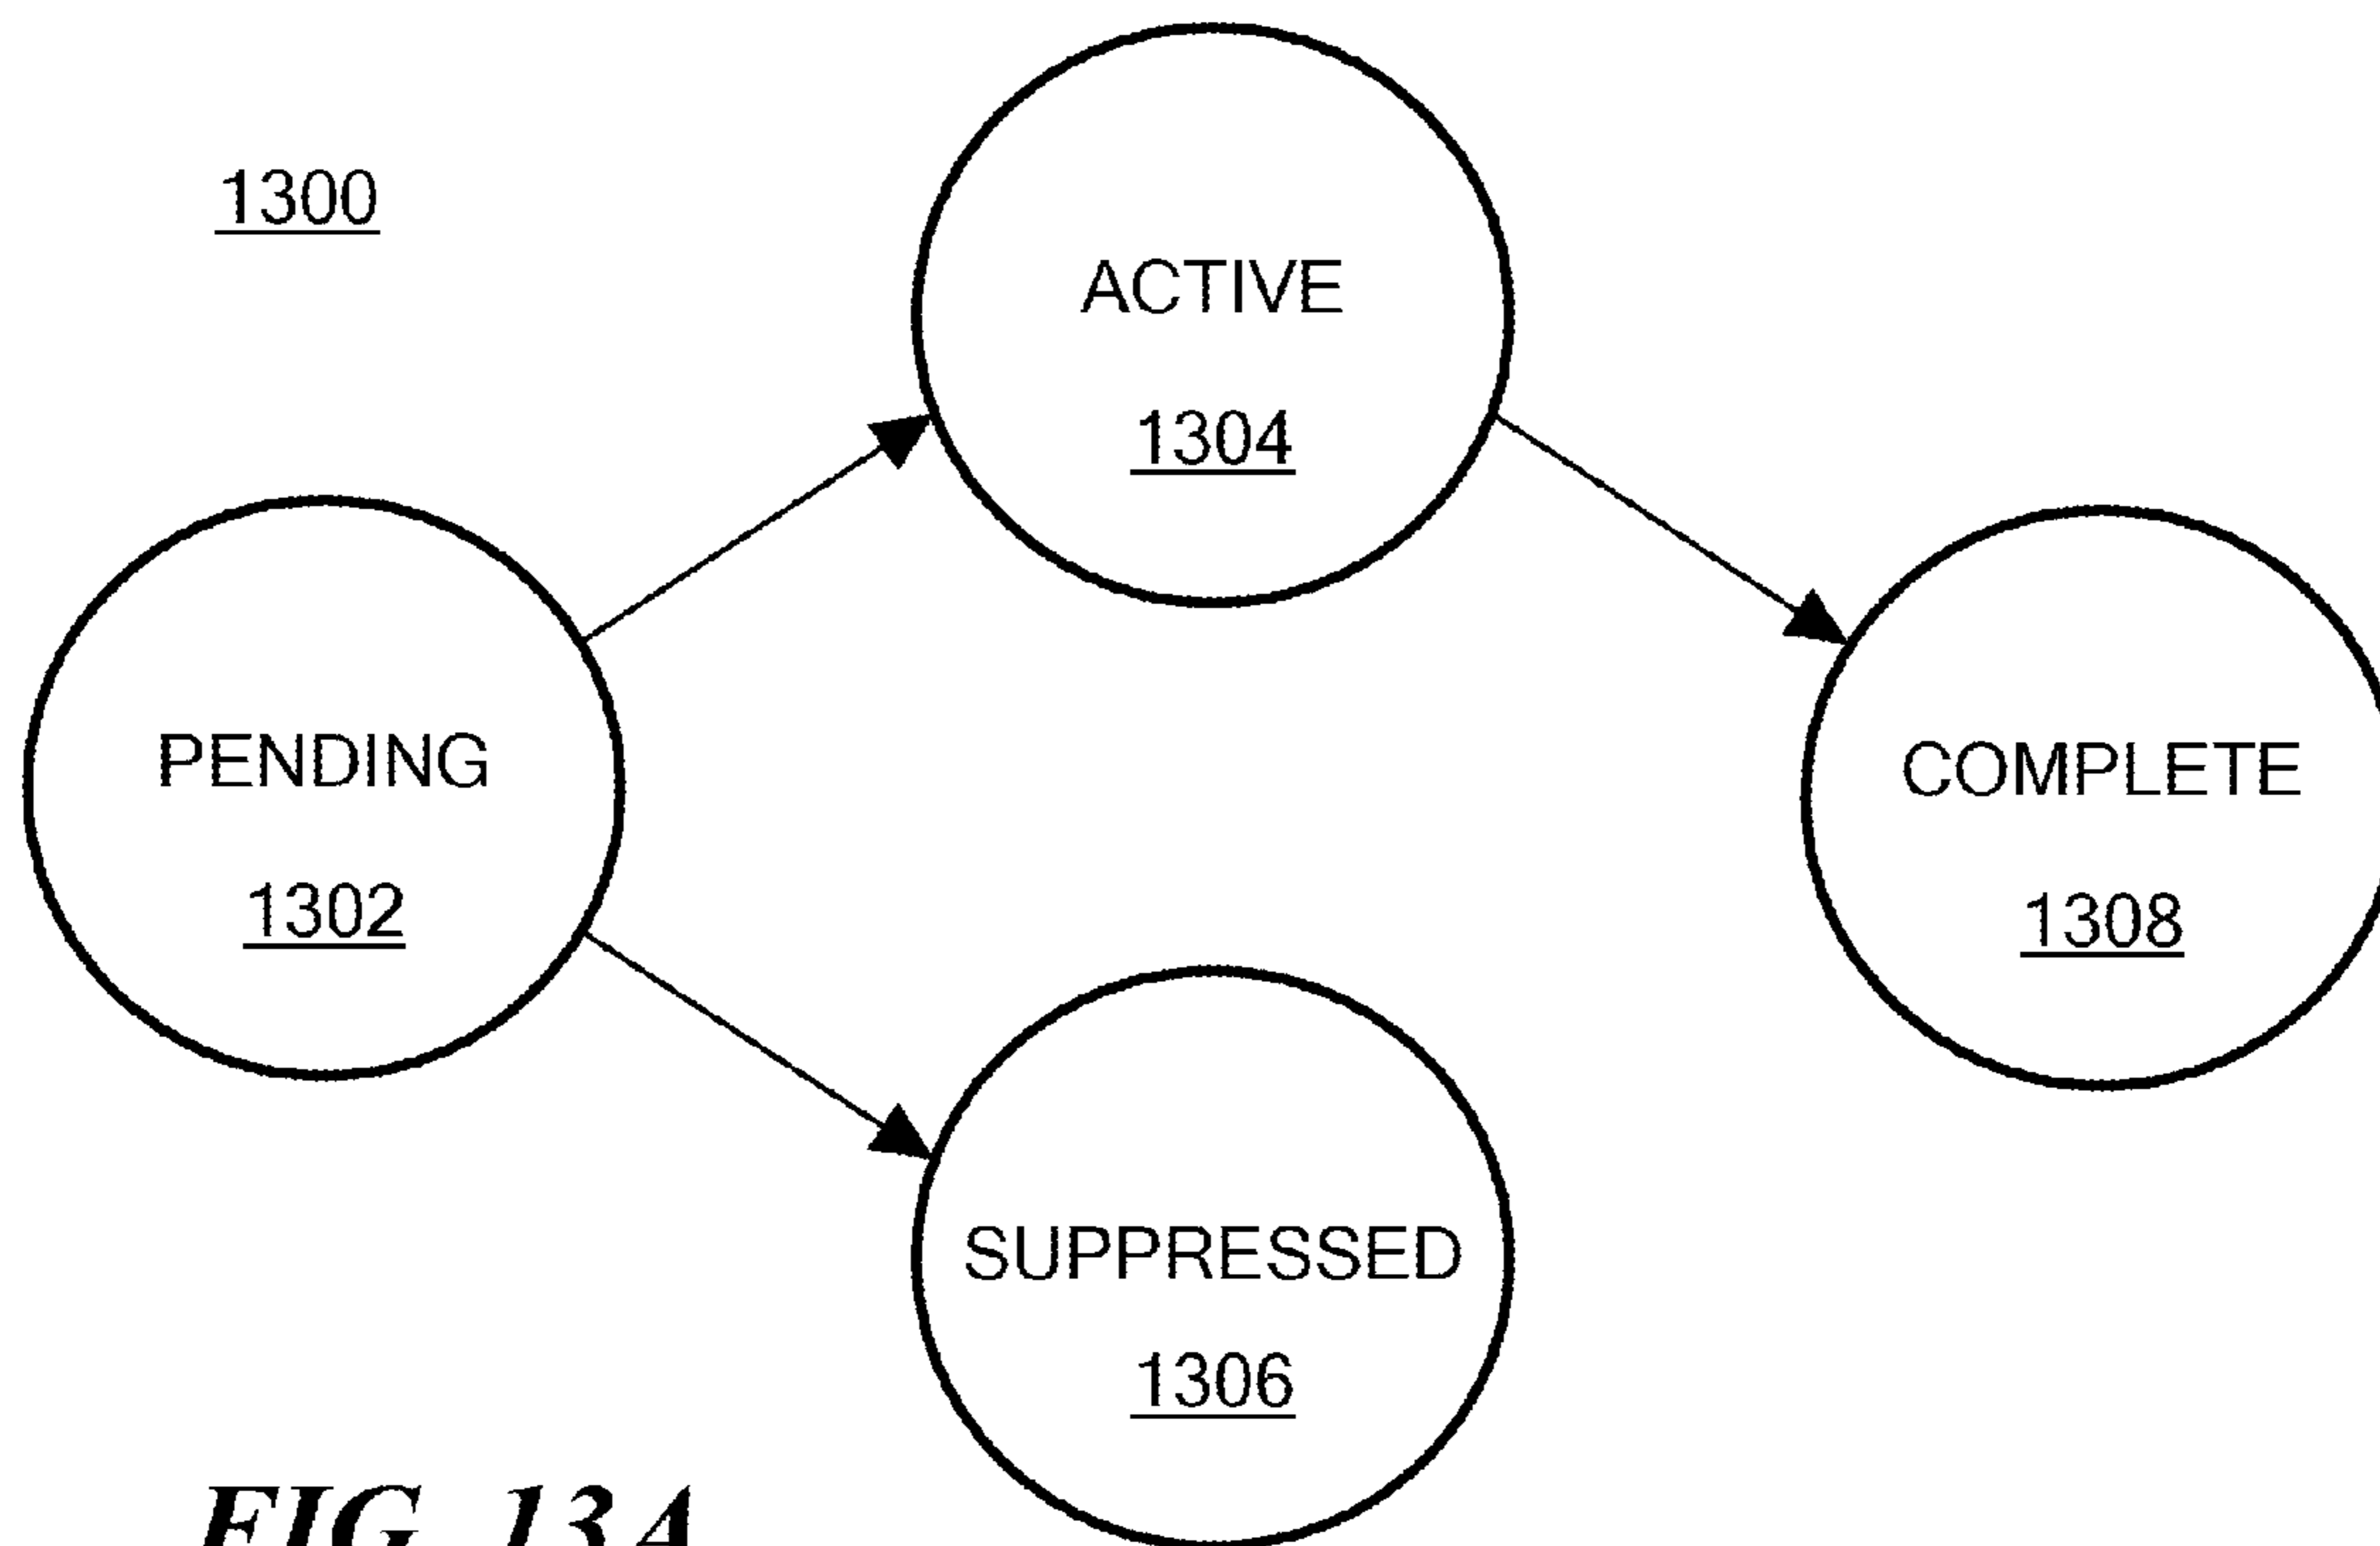 1300
ACTIVE
1304
PENDING
1302
COMPLETE
1308
SUPPRESSED
1306
FIG. 13A